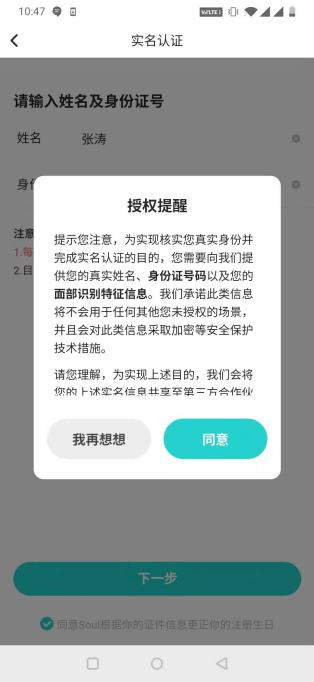 10:47
实名认证
请输入姓名及身份证号
姓名 张涛
身份
注意
1.每
2.目
授权提醒
提示您注意，为实现核实您真实身份并
完成实名认证的目的，您需要向我们提
供您的真实姓名、身份证号码以及您的
面部识别特征信息。我们承诺此类信息
将不会用于任何其他您未授权的场景，
并且会对此类信息采取加密等安全保护
技术措施。
请您理解，为实现上述目的，我们会将
您的上述实名信息共享至第三方合作伙
我再想想 同意
下一步
同意Soul根据你的证件信息更正你的注册生日